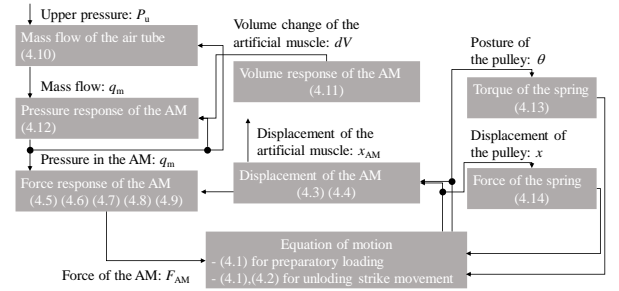 Upper pressure: Pu
Mass flow of the air tube
(4.10)
Mass flow: qm
Pressure response of the AM
(4.12)
Pressure in the AM: qm
Force response of the AM
(4.5) (4.6) (4.7) (4.8) (4.9)
Force of the AM: FAM
Volume change of the
artificial muscle: dV
Volume response of the AM
(4.11)
Displacement of the
artificial muscle: xAM
Displacement of the AM
(4.3) (4.4)
Equation of motion
- (4.1) for preparatory loading
- (4.1),(4.2) for unloding strike movement
Posture of
the pulley: θ
Torque of the spring
(4.13)
Displacement of
the pulley: x
Force of the spring
(4.14)